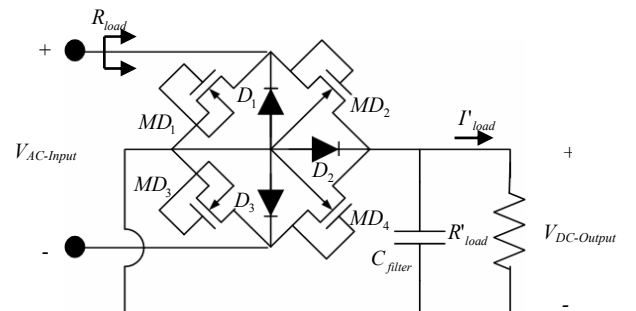 R_load
+
D_1
MD_1
MD_2
I'_load
V_AC-Input
D_2
+
MD_3
D_3
MD_4
R'_load
V_DC-Output
-
C_filter
-